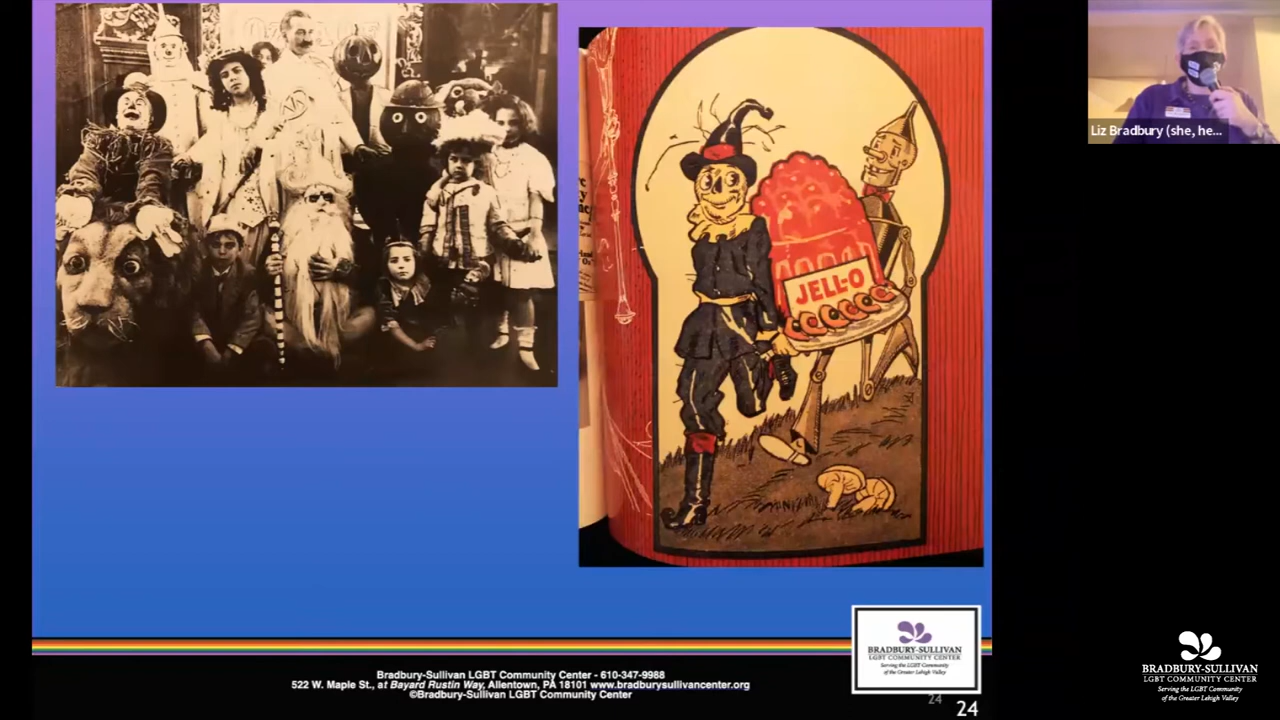 JELL-O
Liz Bradbury (she, he...
BRADBURY-SULLIVAN
LGBT COMMUNITY CENTER
Serving the LGBT Community
of the Greater Lehigh Valley
Bradbury-Sullivan LGBT Community Center - 610-347-9988
522 W. Maple St., at Bayard Rustin Way, Allentown, PA 18101 www.bradburysullivancenter.org
©Bradbury-Sullivan LGBT Community Center
24
24
BRADBURY-SULLIVAN
LGBT COMMUNITY CENTER
Serving the LGBT Community
of the Greater Lehigh Valley